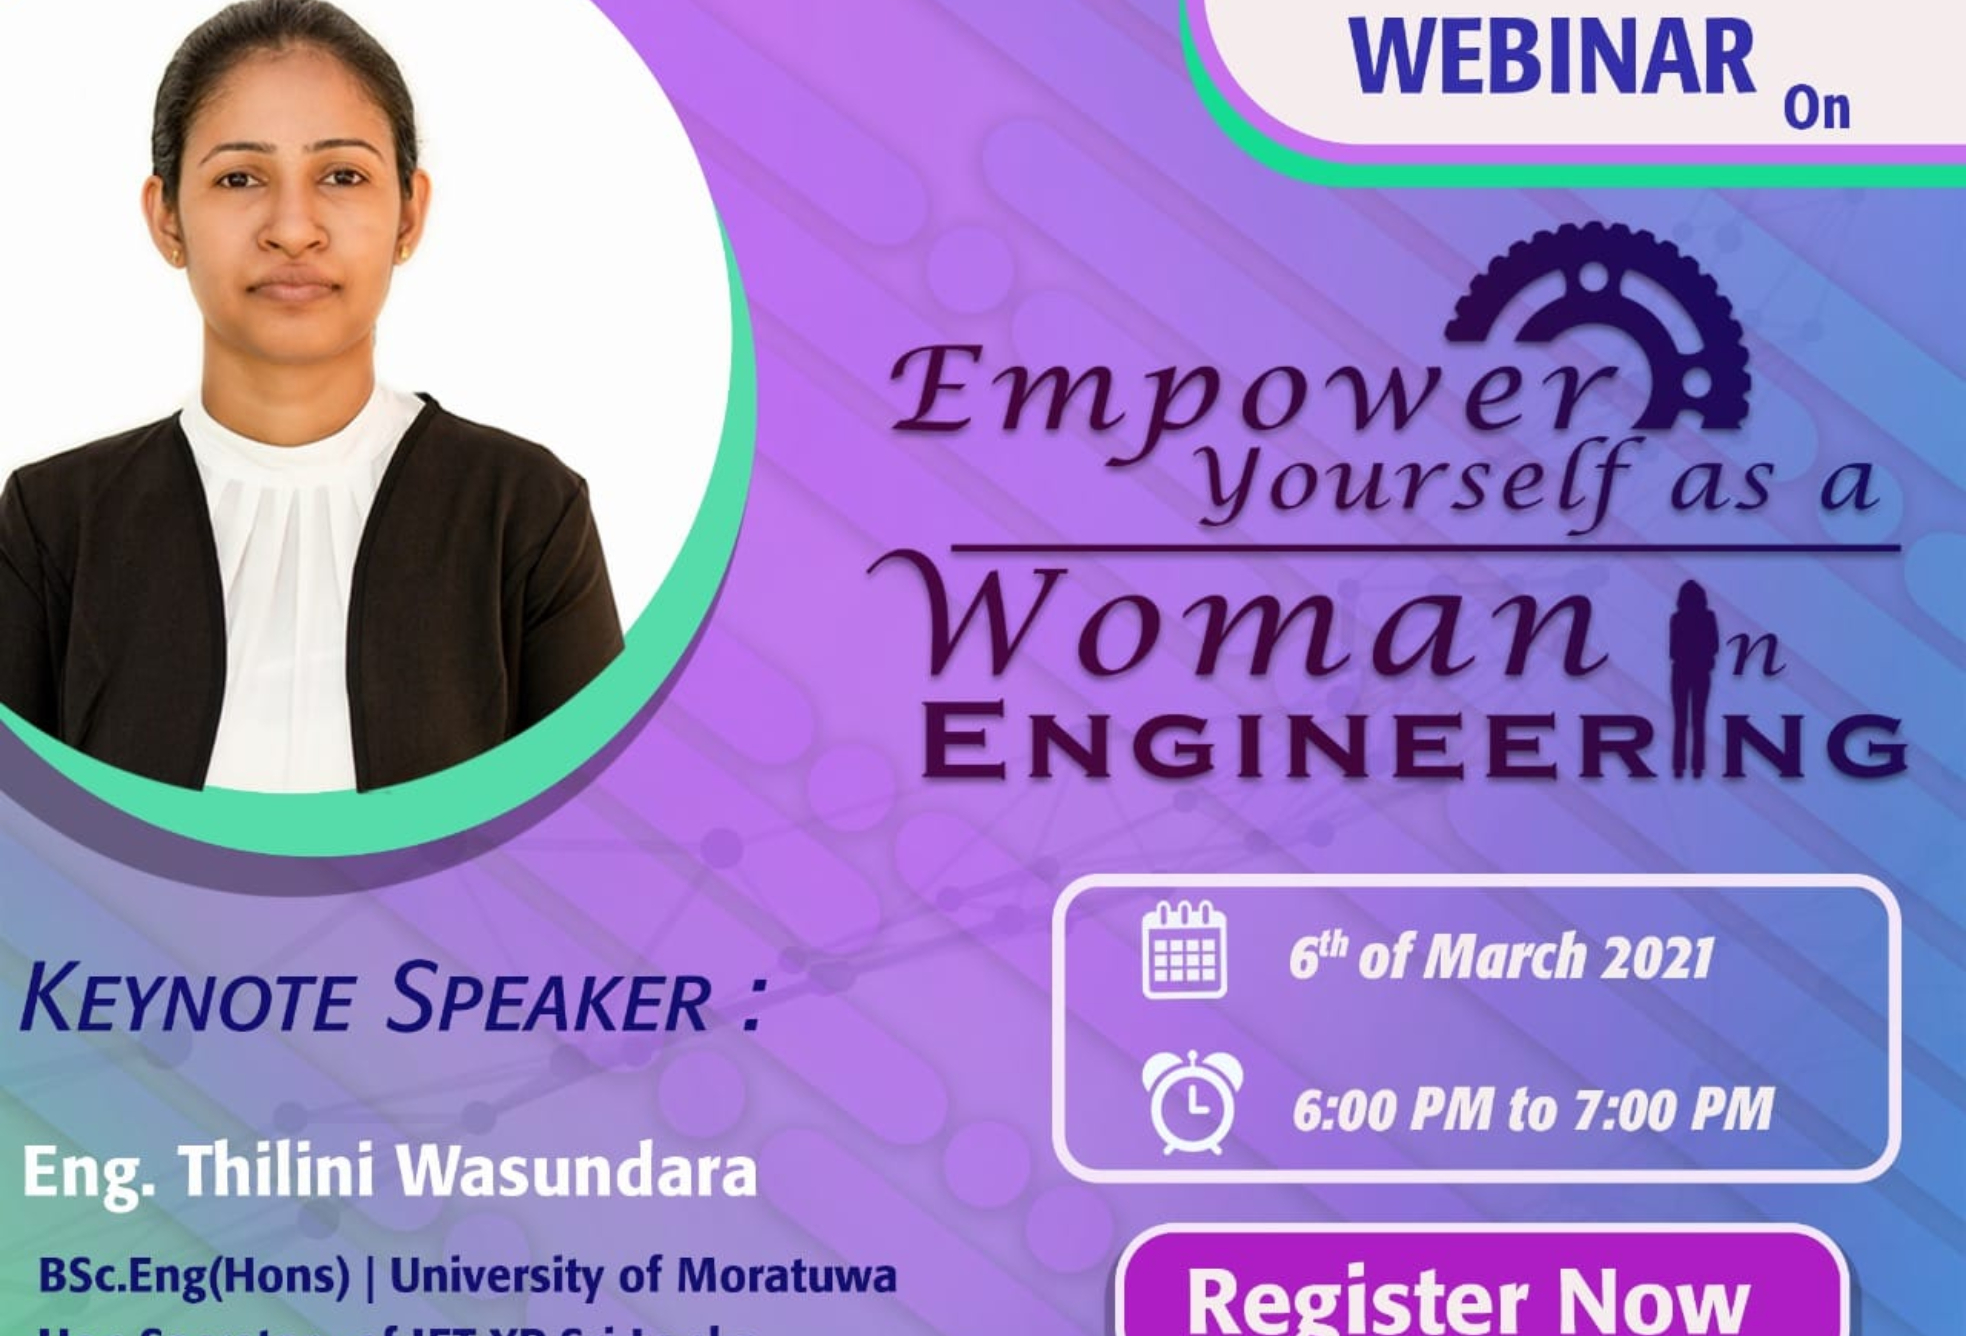 WEBINAR On
Empower
Yourself as a
Woman In
ENGINEERING
6th of March 2021
6:00 PM to 7:00 PM
KEYNOTE SPEAKER :
Eng. Thilini Wasundara
BSc.Eng(Hons) | University of Moratuwa
Register Now